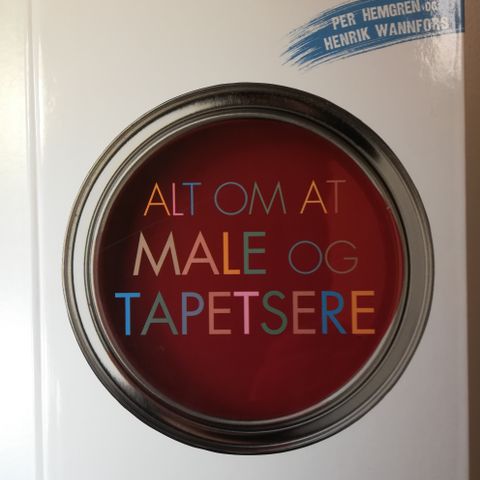 PER HEMGREN OG
HENRIK WANNFORS
ALT OM AT
MALE OG
TAPETSERE